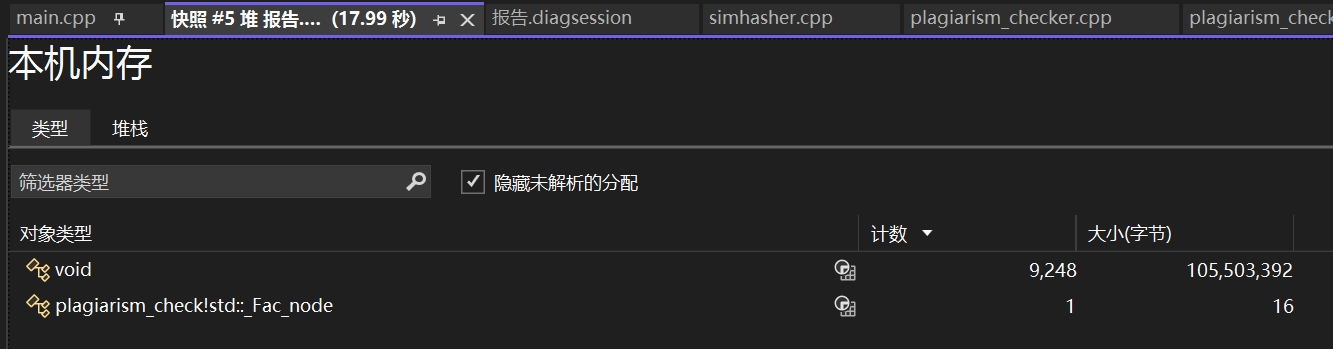 main.cpp 快照 #5 堆 报告.... (17.99 秒) 报告.diagsession simhasher.cpp plagiarism_checker.cpp plagiarism_check
本机内存
类型 堆栈
筛选器类型 隐藏未解析的分配
对象类型 计数 大小(字节)
void 9,248 105,503,392
plagiarism_check!std::_Fac_node 1 16